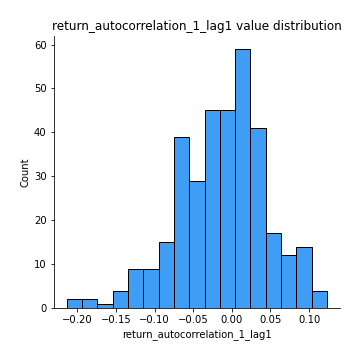 return_autocorrelation_1_lag1 value distribution
60
50
40
30
20
10
0
Count
−0.20 −0.15 −0.10 −0.05 0.00 0.05 0.10
return_autocorrelation_1_lag1